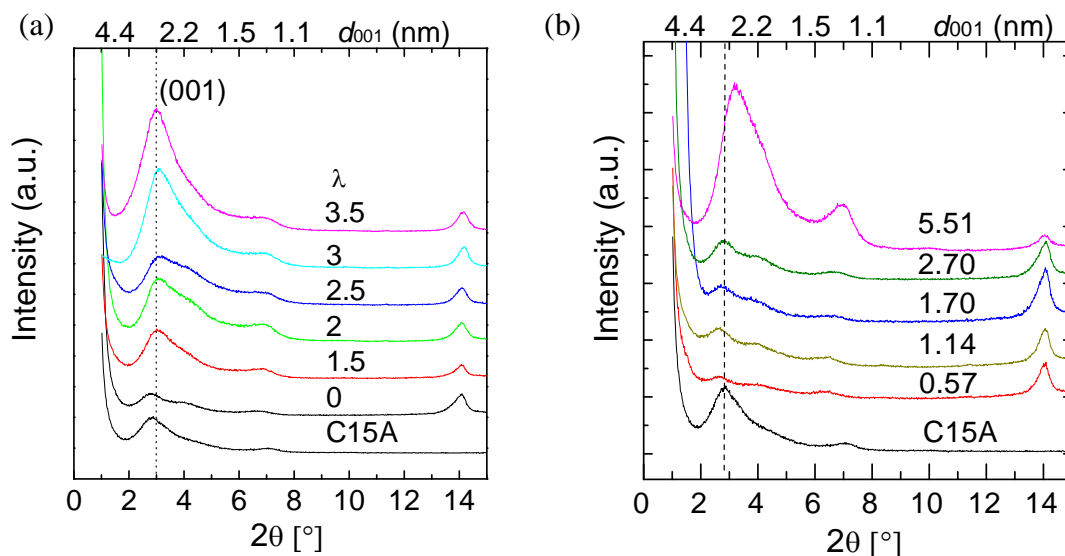 (a)
4.4 2.2 1.5 1.1 d001 (nm)
(001)
λ
3.5
3
2.5
2
1.5
0
C15A
Intensity (a.u.)
0 2 4 6 8 10 12 14
2θ [°]
(b)
4.4 2.2 1.5 1.1 d001 (nm)
5.51
2.70
1.70
1.14
0.57
C15A
Intensity (a.u.)
0 2 4 6 8 10 12 14
2θ [°]